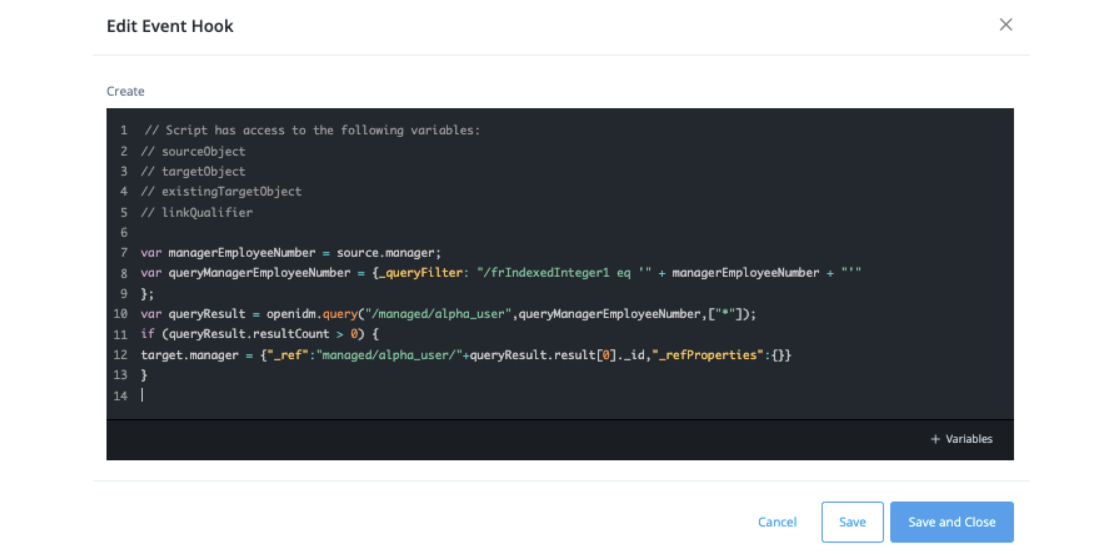 Edit Event Hook
Create
1 // Script has access to the following variables:
2 // sourceObject
3 // targetObject
4 // existingTargetObject
5 // linkQualifier
6
7 var managerEmployeeNumber = source.manager;
8 var queryManagerEmployeeNumber = {_queryFilter: "/frIndexedInteger1 eq '" + managerEmployeeNumber + "'"
9 };
10 var queryResult = openidm.query("/managed/alpha_user",queryManagerEmployeeNumber,["*"]);
11 if (queryResult.resultCount > 0) {
12 target.manager = {"_ref":"managed/alpha_user/"+queryResult.result[0]._id,"_refProperties":{}}
13 }
14
+ Variables
Cancel Save Save and Close